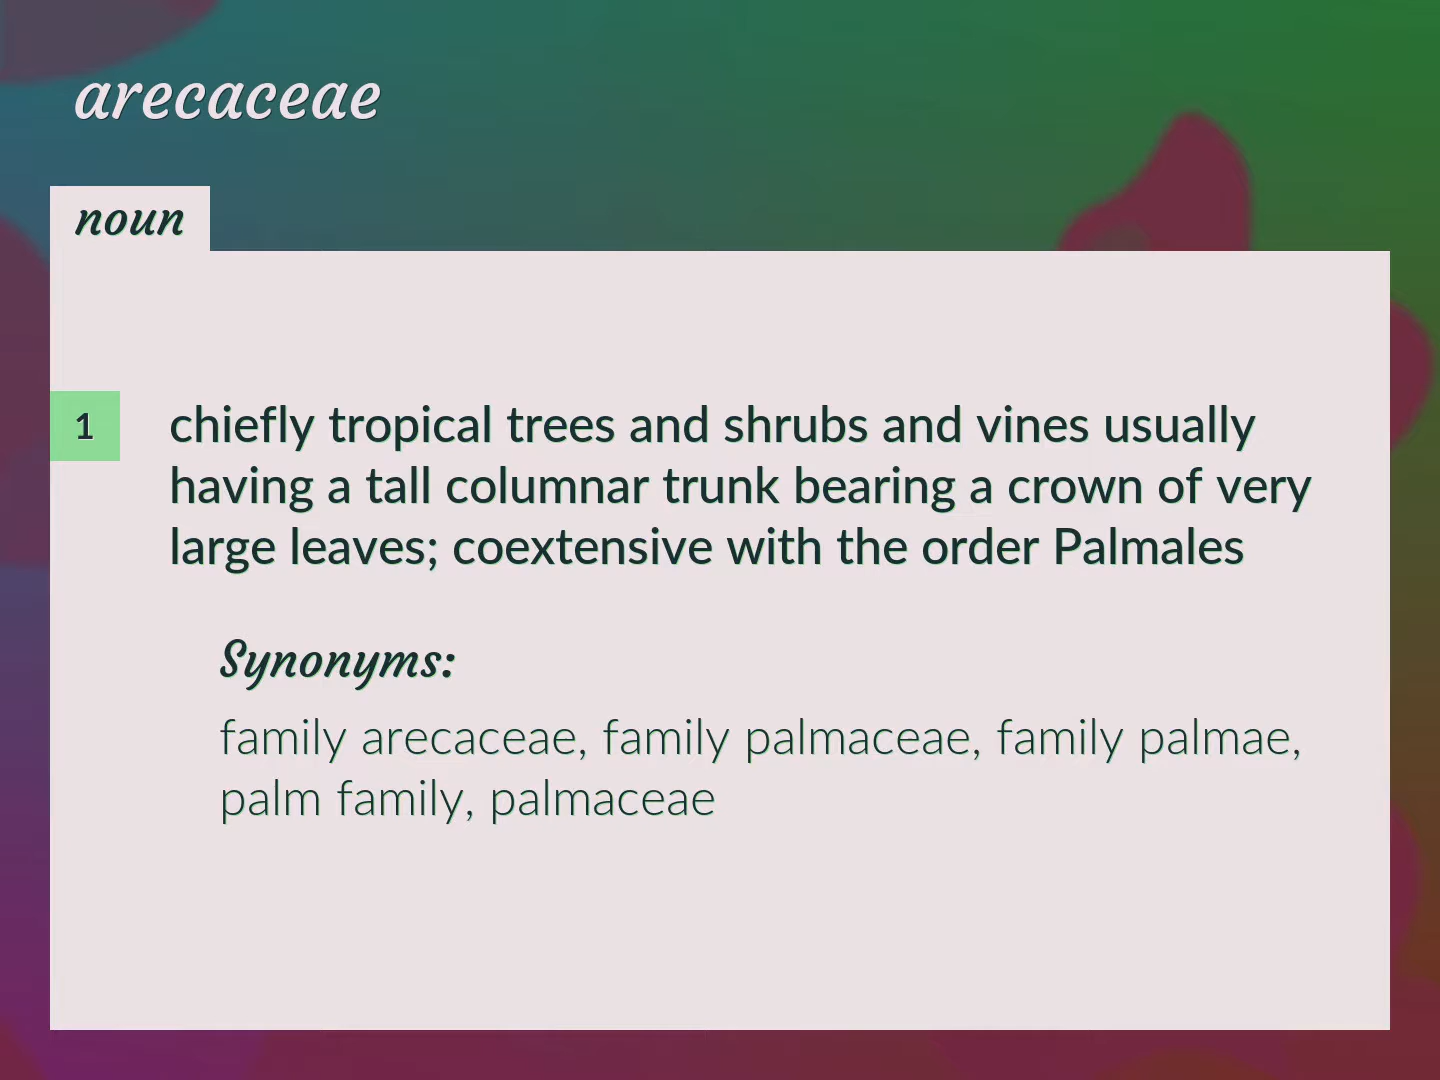 arecaceae
noun
1
chiefly tropical trees and shrubs and vines usually
having a tall columnar trunk bearing a crown of very
large leaves; coextensive with the order Palmales
Synonyms:
family arecaceae, family palmaceae, family palmae,
palm family, palmaceae